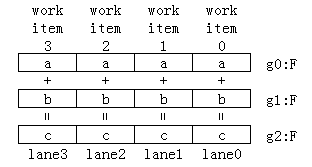 work work work work
item item item item
3 2 1 0
a a a a g0:F
+ + + +
b b b b g1:F
= = = =
c c c c g2:F
lane3 lane2 lane1 lane0